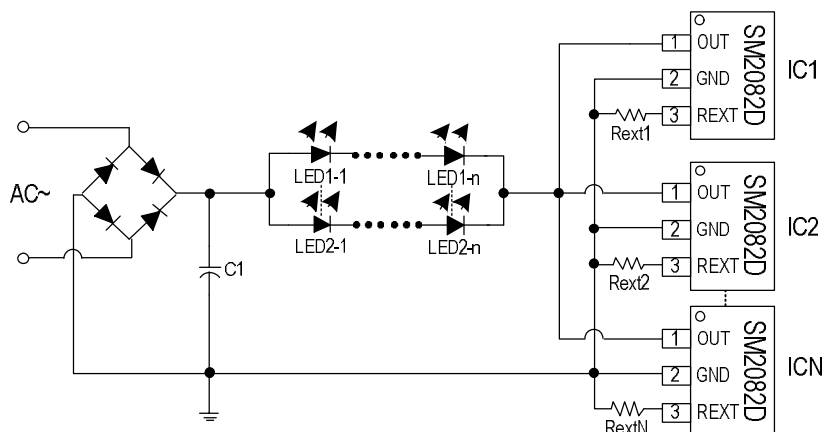 AC~
C1
LED1-1
LED1-n
LED2-1
LED2-n
1 OUT
2 GND
3 REXT
SM2082D
IC1
Rext1
1 OUT
2 GND
3 REXT
SM2082D
IC2
Rext2
1 OUT
2 GND
3 REXT
SM2082D
ICN
RextN